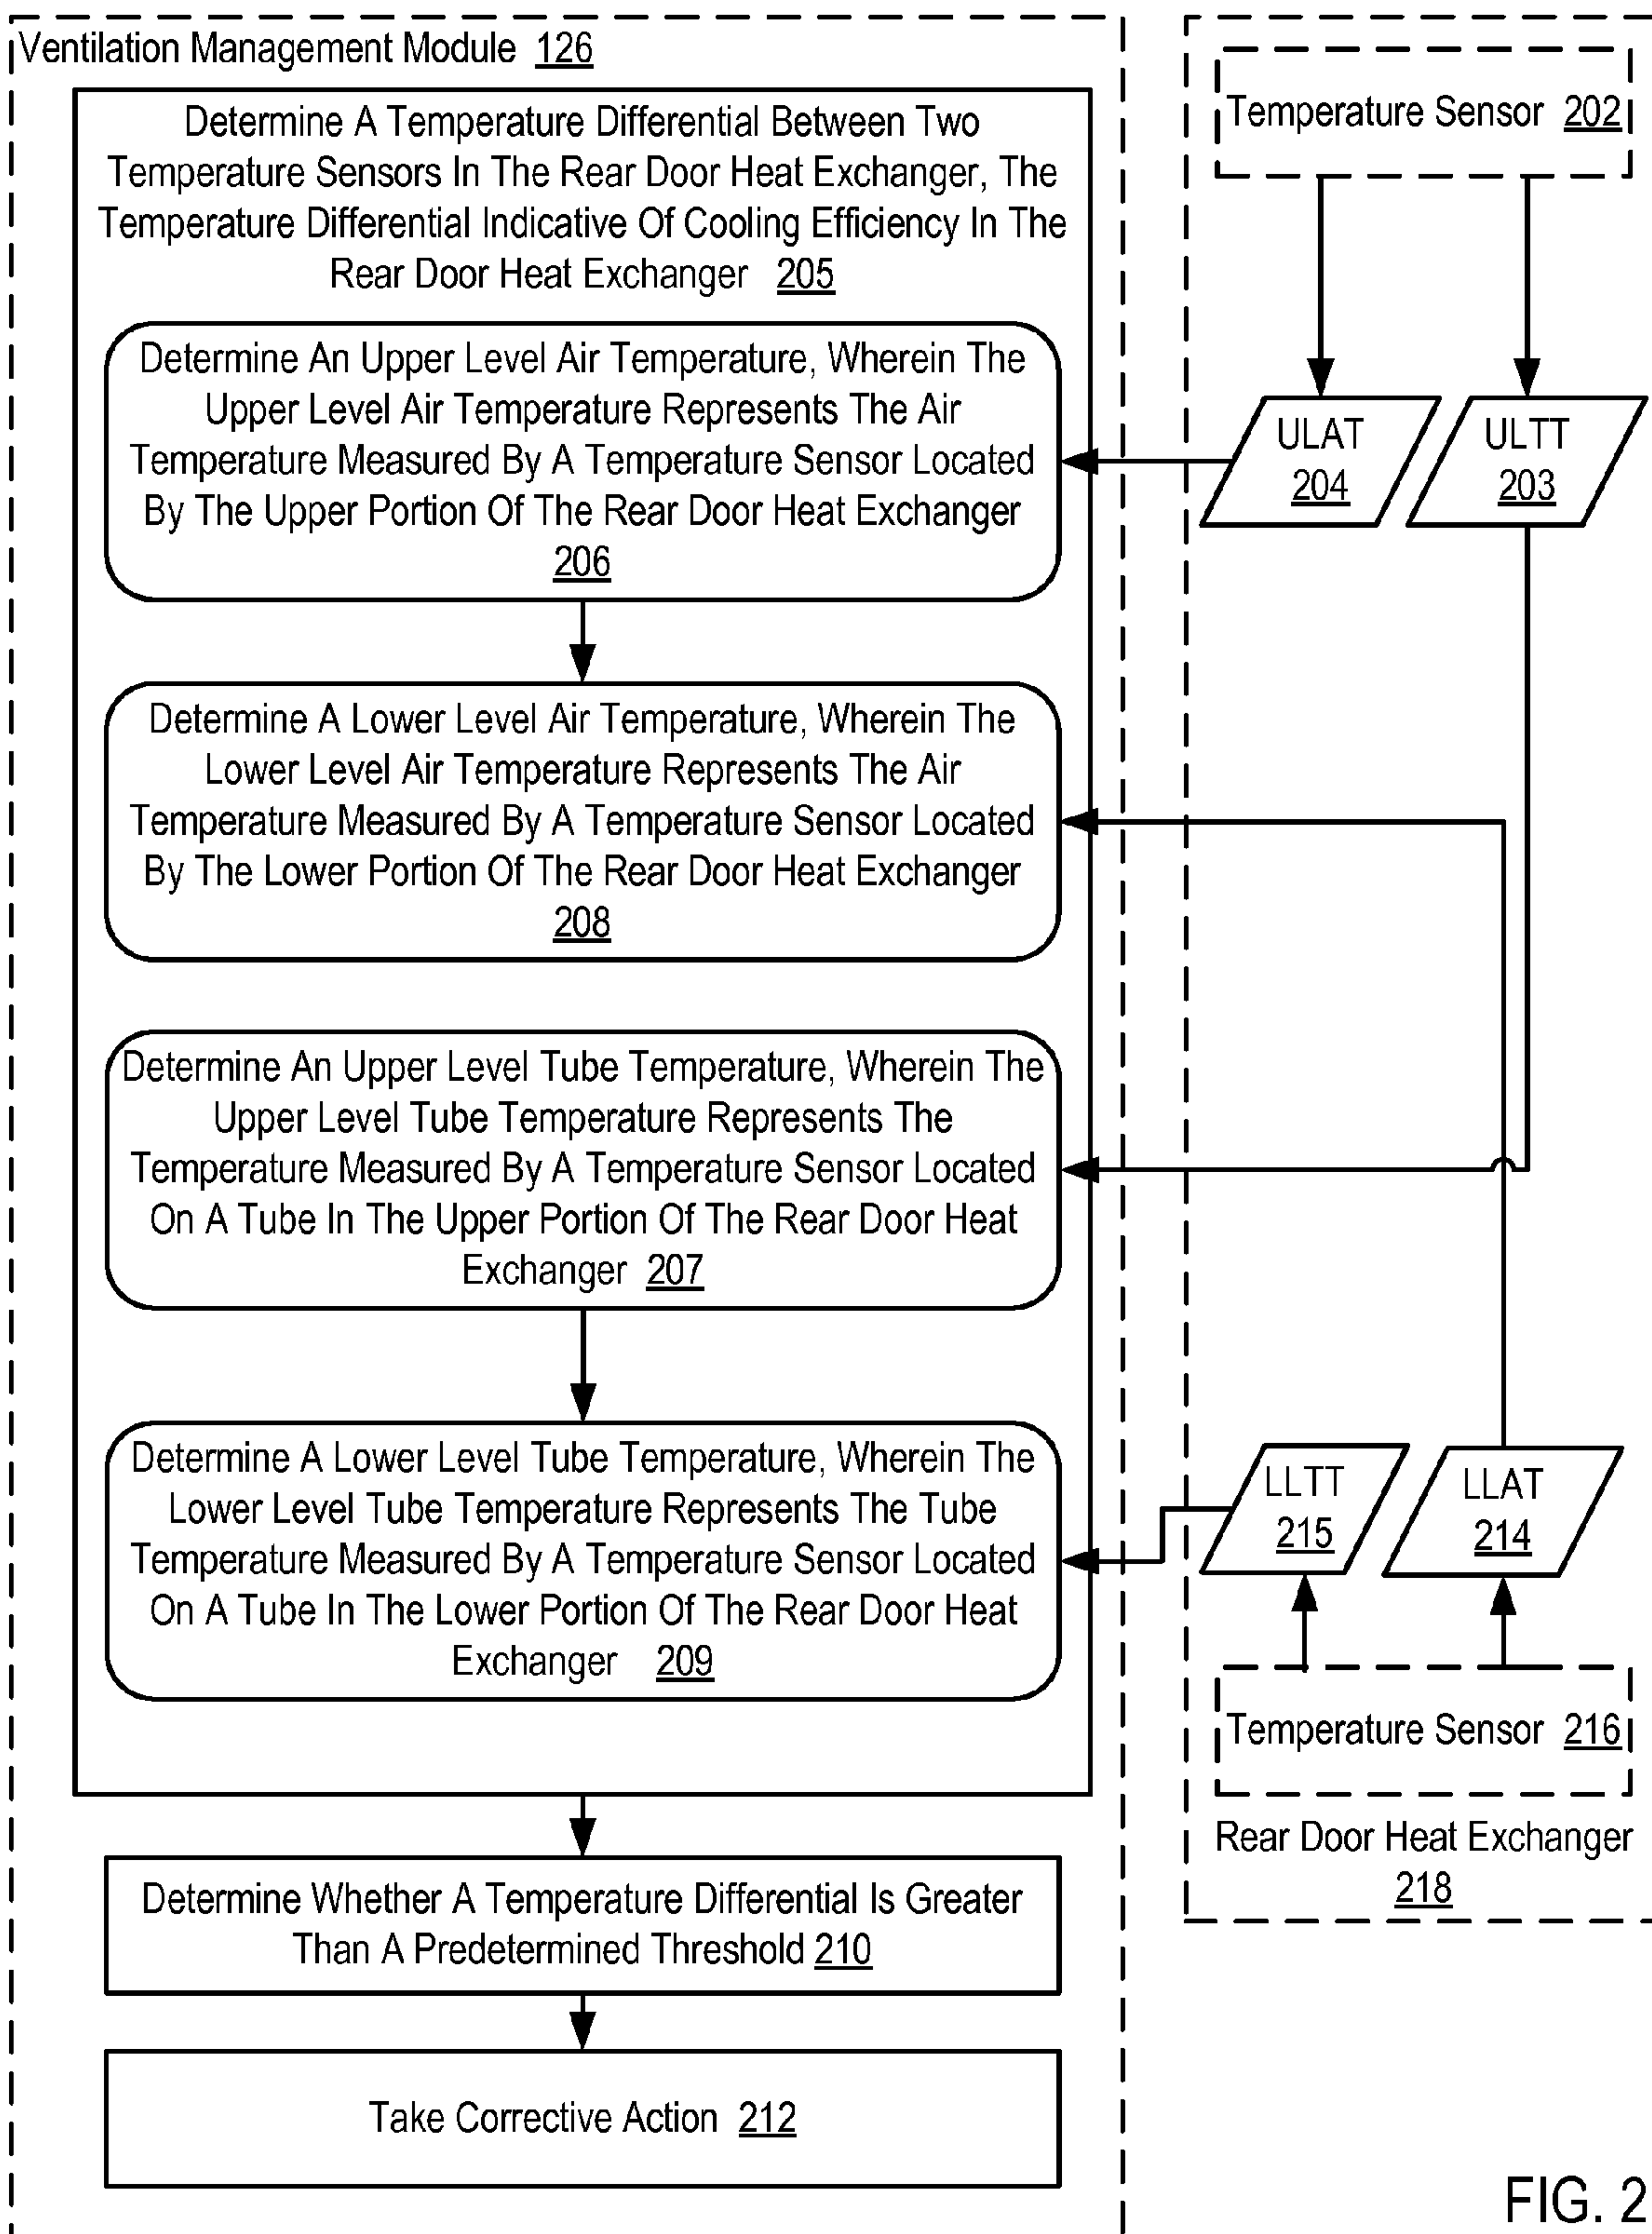 Ventilation Management Module 126
Determine A Temperature Differential Between Two
Temperature Sensors In The Rear Door Heat Exchanger, The
Temperature Differential Indicative Of Cooling Efficiency In The
Rear Door Heat Exchanger 205
Determine An Upper Level Air Temperature, Wherein The
Upper Level Air Temperature Represents The Air
Temperature Measured By A Temperature Sensor Located
By The Upper Portion Of The Rear Door Heat Exchanger
206
Determine A Lower Level Air Temperature, Wherein The
Lower Level Air Temperature Represents The Air
Temperature Measured By A Temperature Sensor Located
By The Lower Portion Of The Rear Door Heat Exchanger
208
Determine An Upper Level Tube Temperature, Wherein The
Upper Level Tube Temperature Represents The
Temperature Measured By A Temperature Sensor Located
On A Tube In The Upper Portion Of The Rear Door Heat
Exchanger 207
Determine A Lower Level Tube Temperature, Wherein The
Lower Level Tube Temperature Represents The Tube
Temperature Measured By A Temperature Sensor Located
On A Tube In The Lower Portion Of The Rear Door Heat
Exchanger 209
Determine Whether A Temperature Differential Is Greater
Than A Predetermined Threshold 210
Take Corrective Action 212
Temperature Sensor 202
ULAT
204
ULTT
203
LLTT
215
LLAT
214
Temperature Sensor 216
Rear Door Heat Exchanger
218
FIG. 2